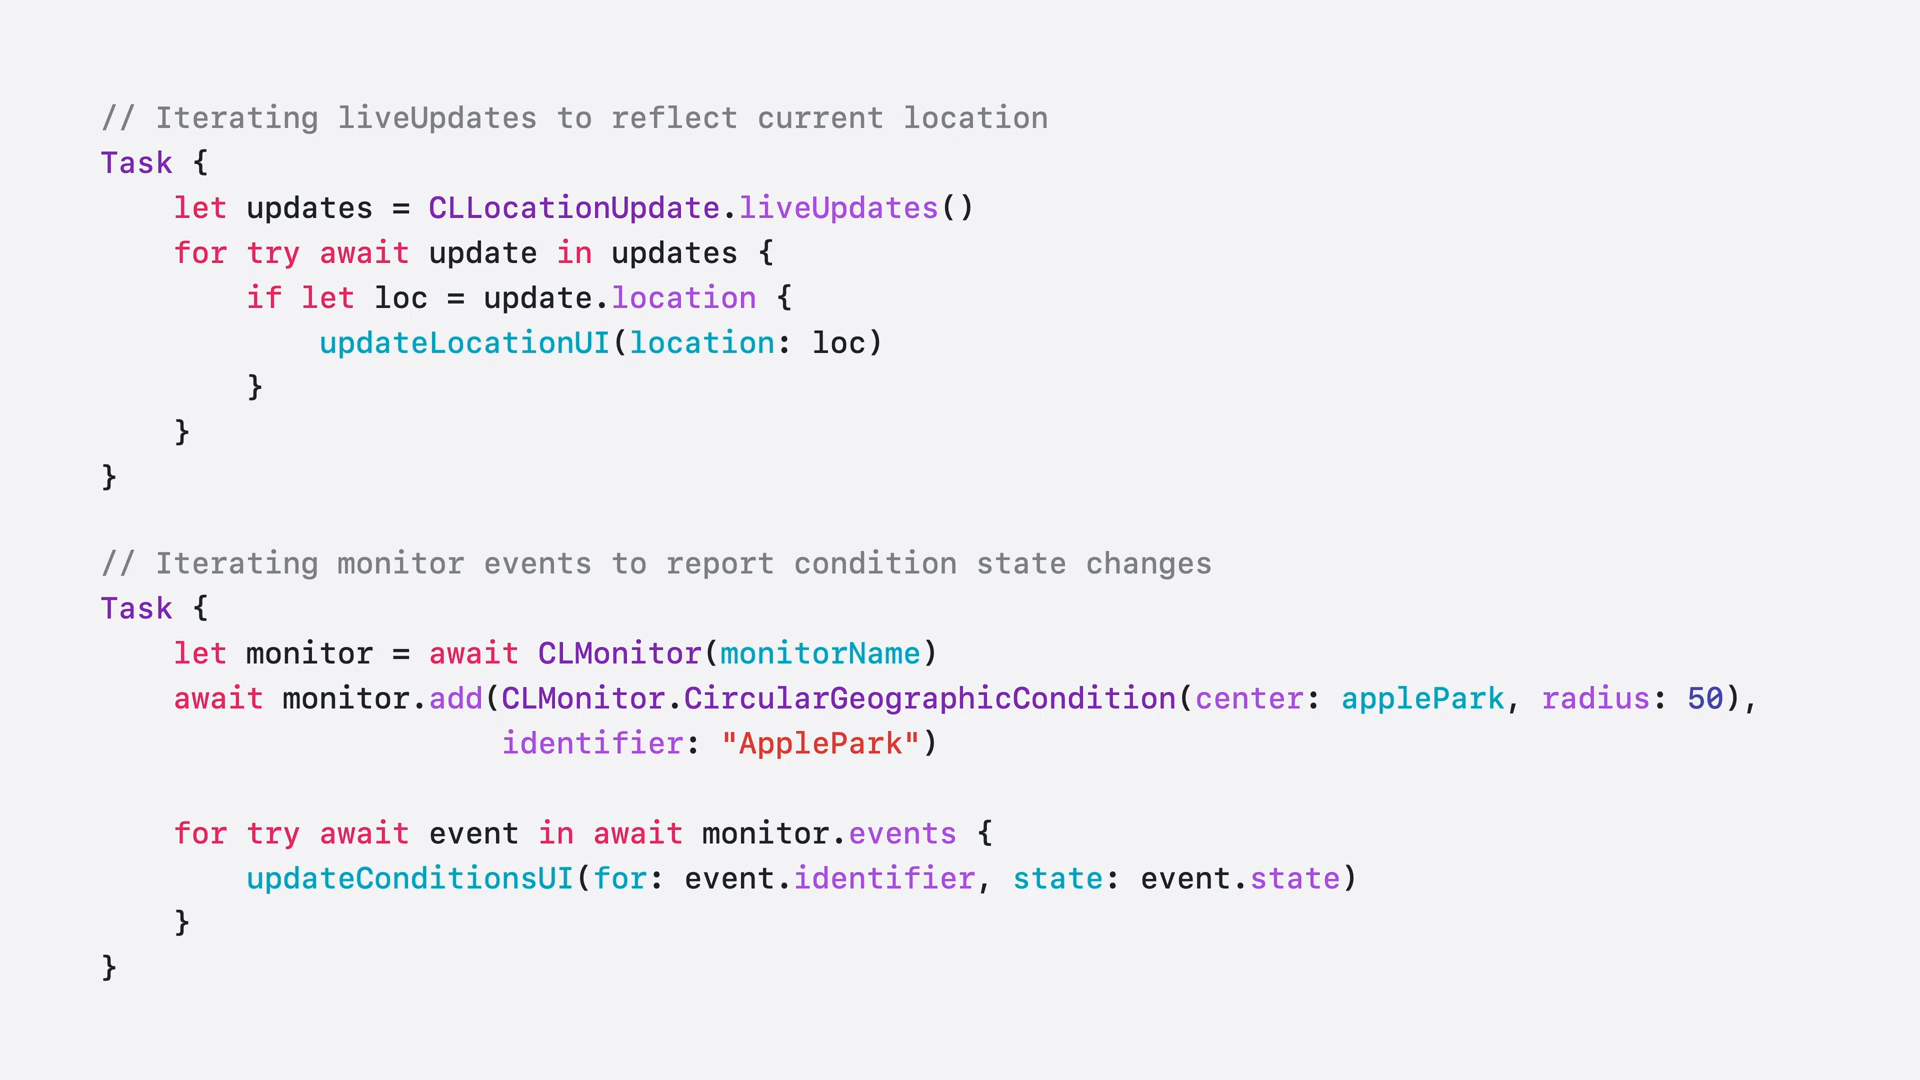 // Iterating liveUpdates to reflect current location
Task {
    let updates = CLLocationUpdate.liveUpdates()
    for try await update in updates {
        if let loc = update.location {
            updateLocationUI(location: loc)
        }
    }
}

// Iterating monitor events to report condition state changes
Task {
    let monitor = await CLMonitor(monitorName)
    await monitor.add(CLMonitor.CircularGeographicCondition(center: applePark, radius: 50),
                      identifier: "ApplePark")

    for try await event in await monitor.events {
        updateConditionsUI(for: event.identifier, state: event.state)
    }
}